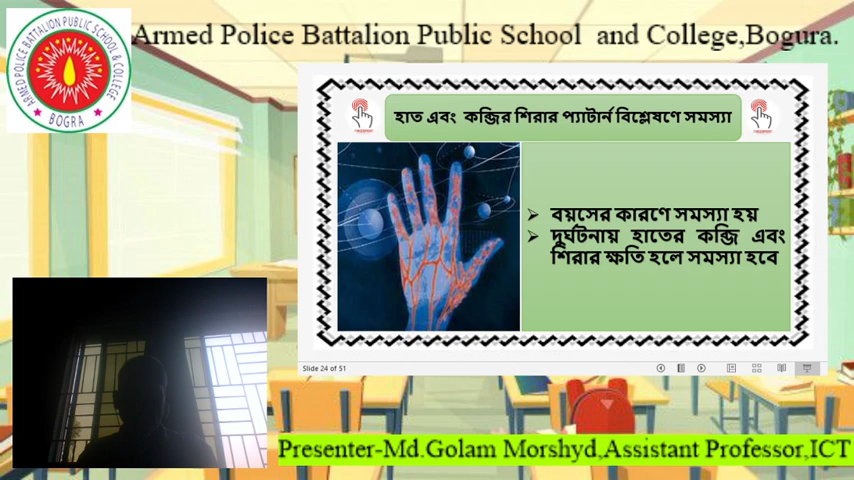 Armed Police Battalion Public School and College,Bogura.
ARMED POLICE BATTALION PUBLIC SCHOOL & COLLEGE
BOGRA
হাত এবং কব্জির শিরার প্যাটার্ন বিশ্লেষণে সমস্যা
➢ বয়সের কারণে সমস্যা হয়
➢ দুর্ঘটনায় হাতের কব্জি এবং
শিরার ক্ষতি হলে সমস্যা হবে
Slide 24 of 51
Presenter-Md.Golam Morshyd,Assistant Professor,ICT